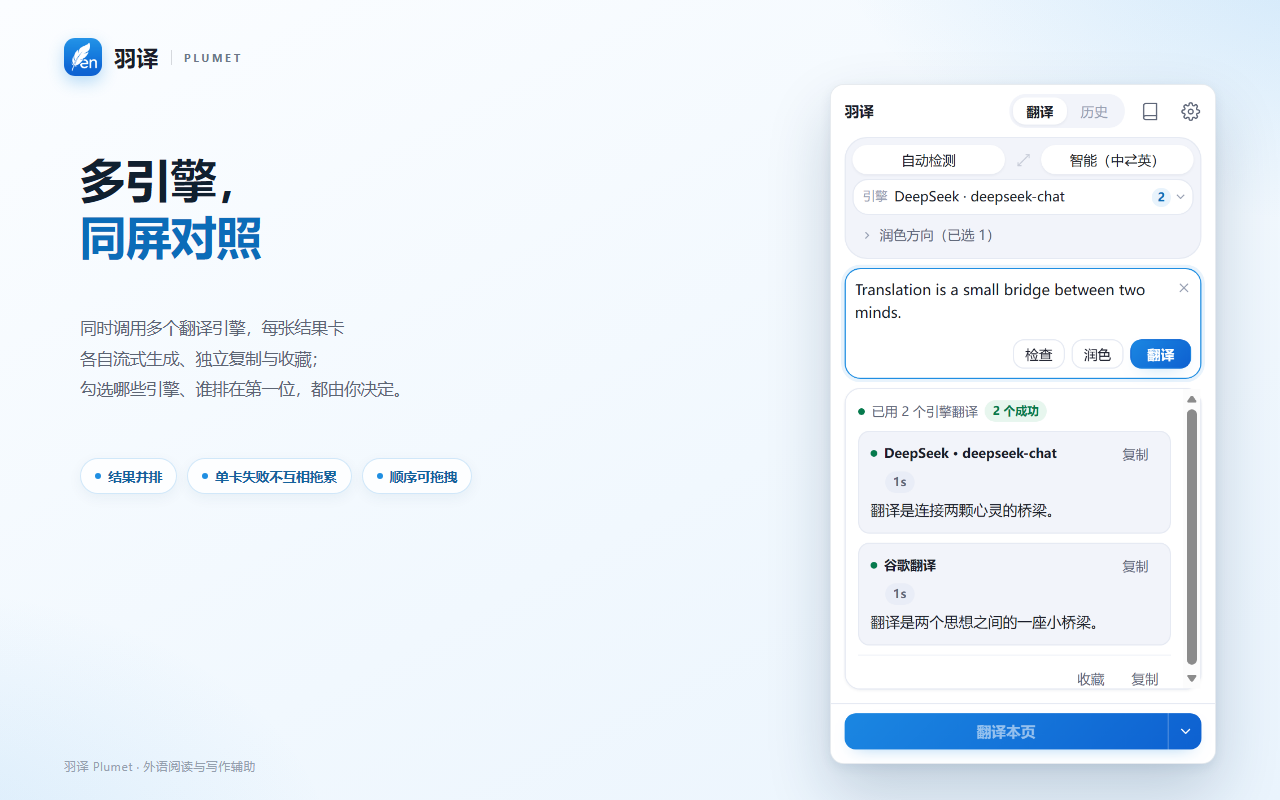 en
羽译
PLUMET
多引擎，
同屏对照
同时调用多个翻译引擎，每张结果卡
各自流式生成、独立复制与收藏；
勾选哪些引擎、谁排在第一位，都由你决定。
结果并排
单卡失败不互相拖累
顺序可拖拽
羽译 Plumet · 外语阅读与写作辅助
羽译
翻译
历史
自动检测
智能（中⇄英）
引擎 DeepSeek · deepseek-chat
2
润色方向（已选 1）
Translation is a small bridge between two
minds.
检查
润色
翻译
已用 2 个引擎翻译
2 个成功
DeepSeek • deepseek-chat
复制
1s
翻译是连接两颗心灵的桥梁。
谷歌翻译
复制
1s
翻译是两个思想之间的一座小桥梁。
收藏
复制
翻译本页